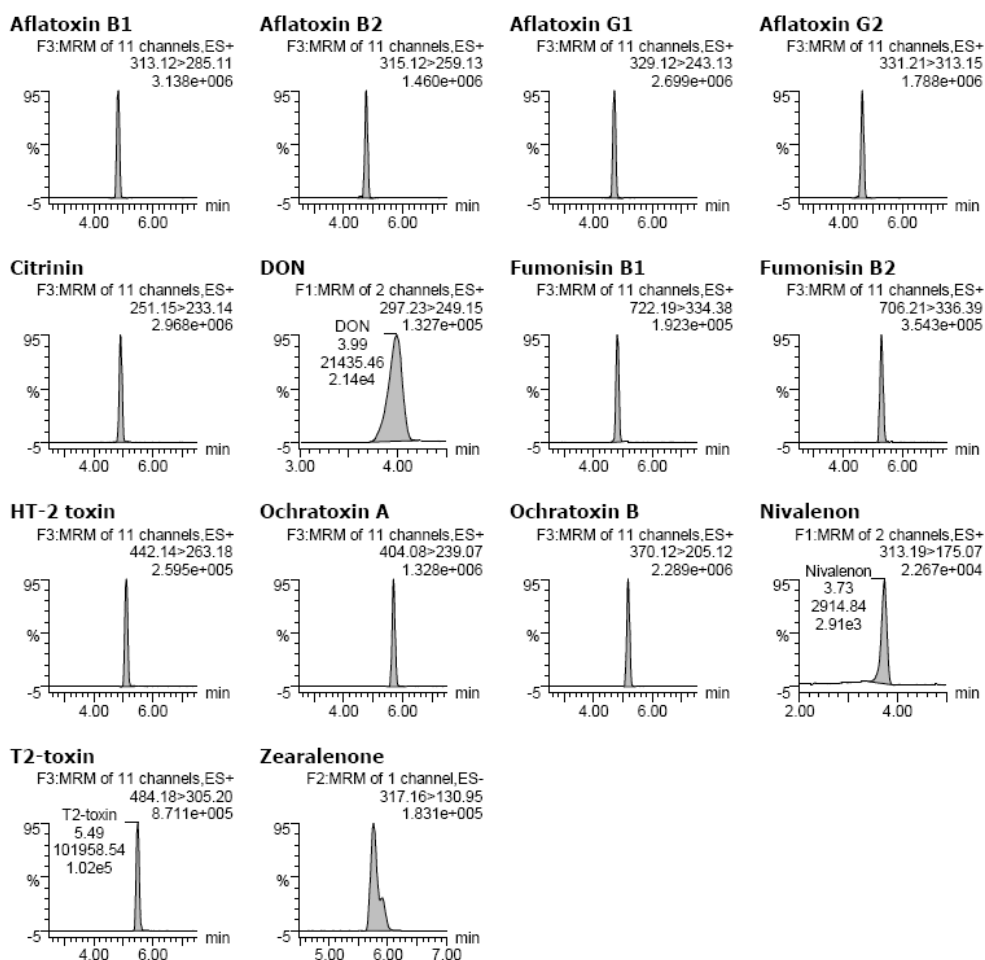 Aflatoxin B1
F3:MRM of 11 channels,ES+
313.12>285.11
3.138e+006
95
%
-5
4.00 6.00
min
Aflatoxin B2
F3:MRM of 11 channels,ES+
315.12>259.13
1.460e+006
95
%
-5
4.00 6.00
min
Aflatoxin G1
F3:MRM of 11 channels,ES+
329.12>243.13
2.699e+006
95
%
-5
4.00 6.00
min
Aflatoxin G2
F3:MRM of 11 channels,ES+
331.21>313.15
1.788e+006
95
%
-5
4.00 6.00
min
Citrinin
F3:MRM of 11 channels,ES+
251.15>233.14
2.968e+006
95
%
-5
4.00 6.00
min
DON
F1:MRM of 2 channels,ES+
297.23>249.15
1.327e+005
DON
3.99
21435.46
2.14e4
95
%
-5
3.00 4.00
min
Fumonisin B1
F3:MRM of 11 channels,ES+
722.19>334.38
1.923e+005
95
%
-5
4.00 6.00
min
Fumonisin B2
F3:MRM of 11 channels,ES+
706.21>336.39
3.543e+005
95
%
-5
4.00 6.00
min
HT-2 toxin
F3:MRM of 11 channels,ES+
442.14>263.18
2.595e+005
95
%
-5
4.00 6.00
min
Ochratoxin A
F3:MRM of 11 channels,ES+
404.08>239.07
1.328e+006
95
%
-5
4.00 6.00
min
Ochratoxin B
F3:MRM of 11 channels,ES+
370.12>205.12
2.289e+006
95
%
-5
4.00 6.00
min
Nivalenon
F1:MRM of 2 channels,ES+
313.19>175.07
2.267e+004
Nivalenon
3.73
2914.84
2.91e3
95
%
-5
2.00 4.00
min
T2-toxin
F3:MRM of 11 channels,ES+
484.18>305.20
8.711e+005
T2-toxin
5.49
101958.54
1.02e5
95
%
-5
4.00 6.00
min
Zearalenone
F2:MRM of 1 channel,ES-
317.16>130.95
1.831e+005
95
%
-5
5.00 6.00 7.00
min